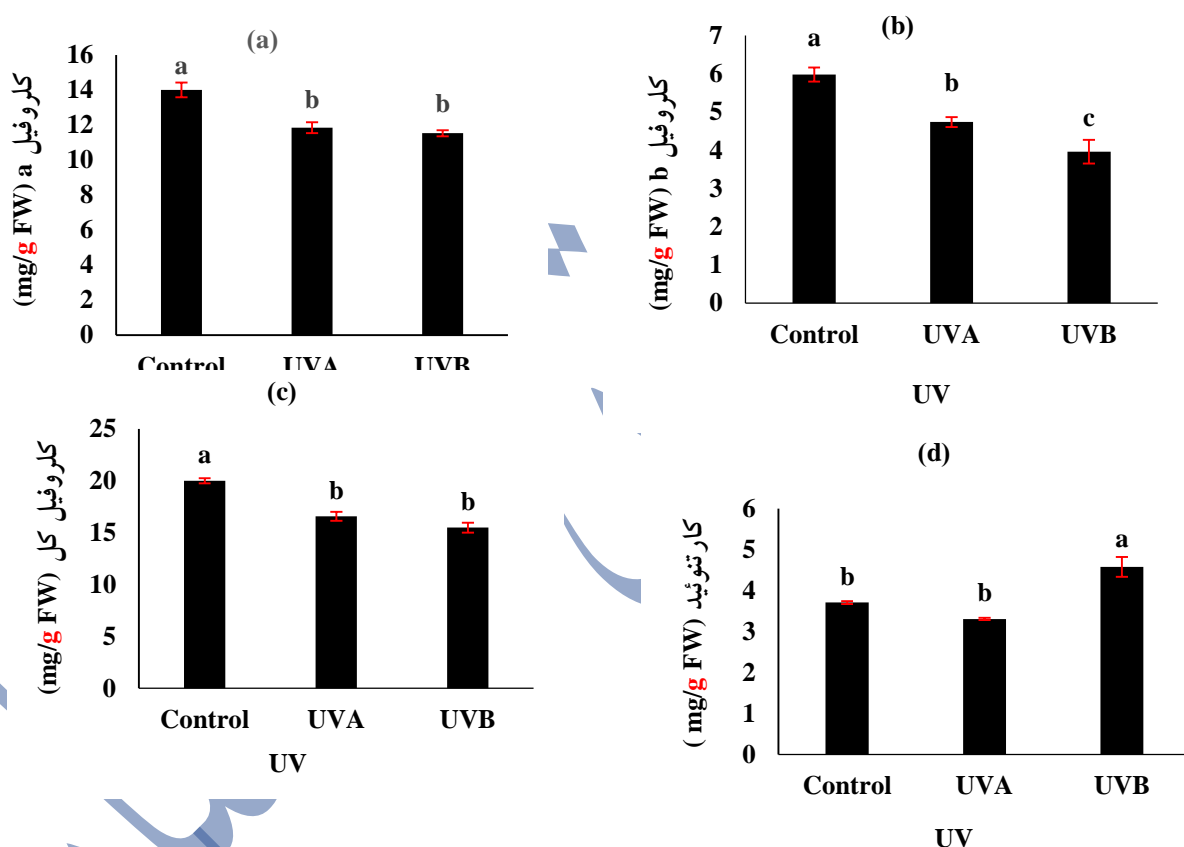 (a)
کلروفیل a (mg/g FW)
16
14
12
10
8
6
4
2
0
a
b
b
Control
UVA
UVB
(b)
کلروفیل b (mg/g FW)
7
6
5
4
3
2
1
0
a
b
c
Control
UVA
UVB
UV
(c)
کلروفیل کل (mg/g FW)
25
20
15
10
5
0
a
b
b
Control
UVA
UVB
UV
(d)
کارتنوئید (mg/g FW )
6
5
4
3
2
1
0
b
b
a
Control
UVA
UVB
UV